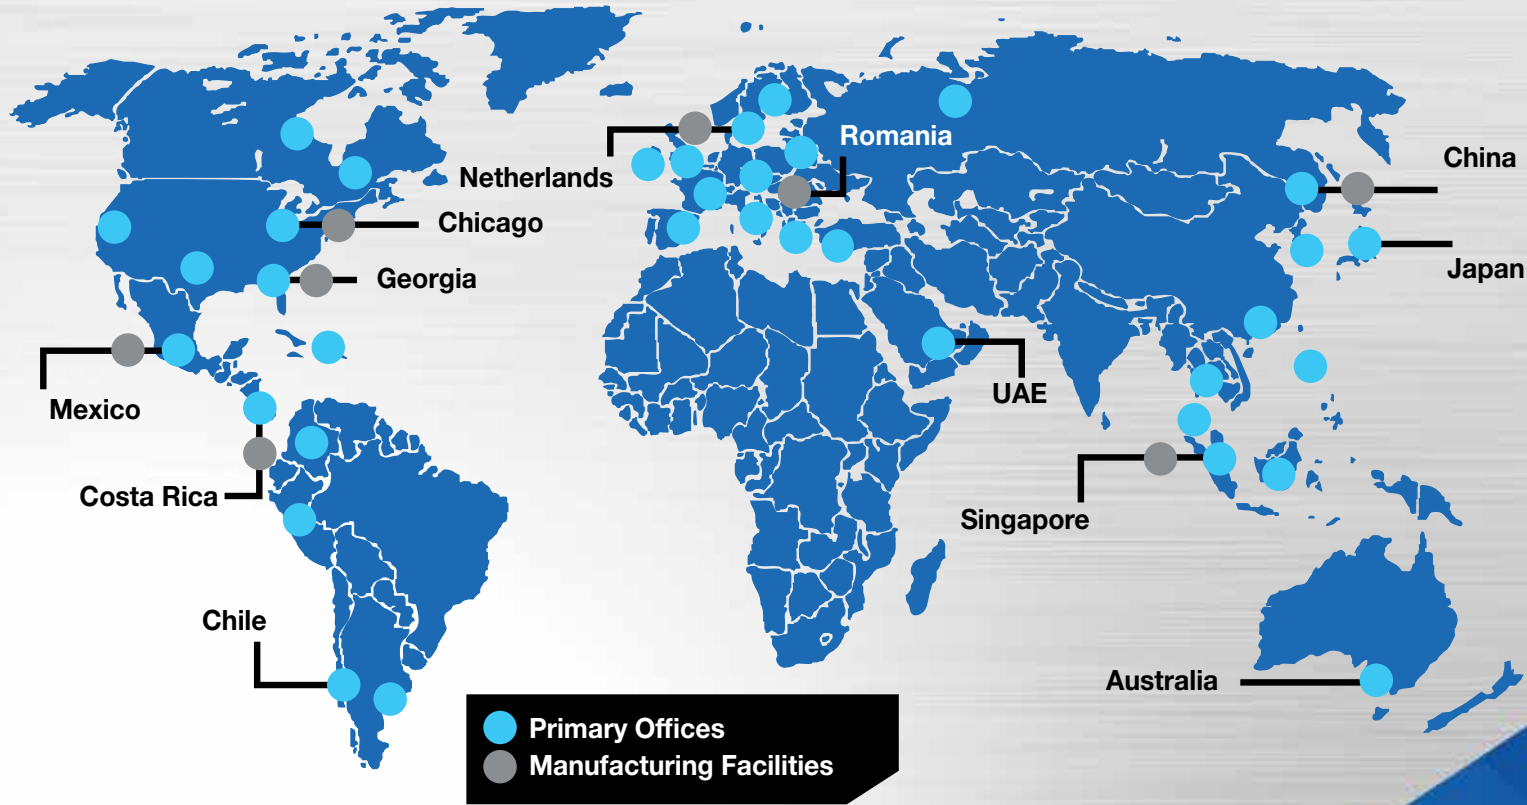 Romania
China
Netherlands
Chicago
Japan
Georgia
UAE
Mexico
Costa Rica
Singapore
Chile
Australia
Primary Offices
Manufacturing Facilities